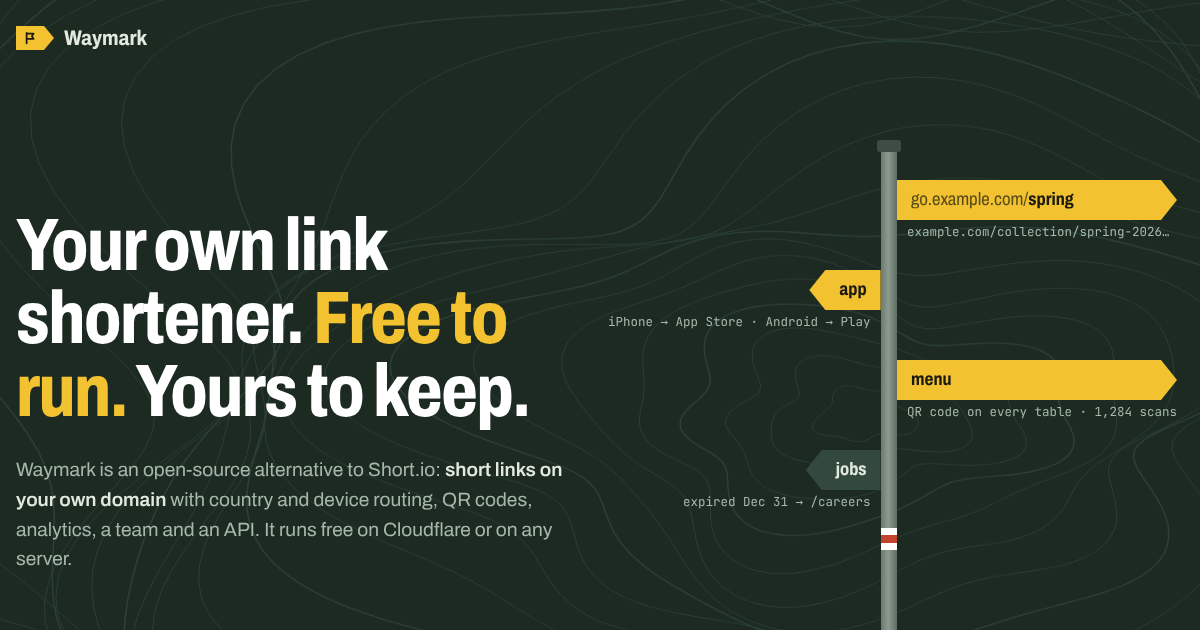 Waymark
Your own link
shortener. Free to
run. Yours to keep.
Waymark is an open-source alternative to Short.io: short links on
your own domain with country and device routing, QR codes,
analytics, a team and an API. It runs free on Cloudflare or on any
server.
go.example.com/spring
example.com/collection/spring-2026…
app
iPhone → App Store · Android → Play
menu
QR code on every table · 1,284 scans
jobs
expired Dec 31 → /careers